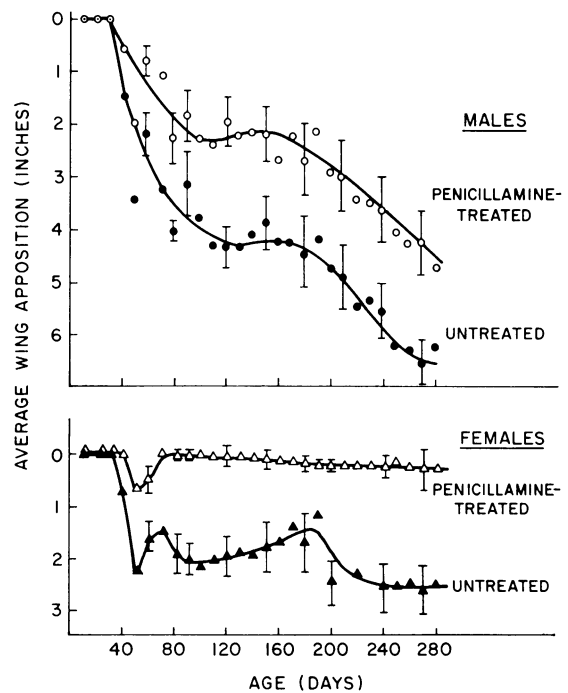 AVERAGE WING APPOSITION (INCHES)
0
1
2
3
4
5
6
MALES
PENICILLAMINE-
TREATED
UNTREATED
0
1
2
3
FEMALES
PENICILLAMINE-
TREATED
UNTREATED
40 80 120 160 200 240 280
AGE (DAYS)